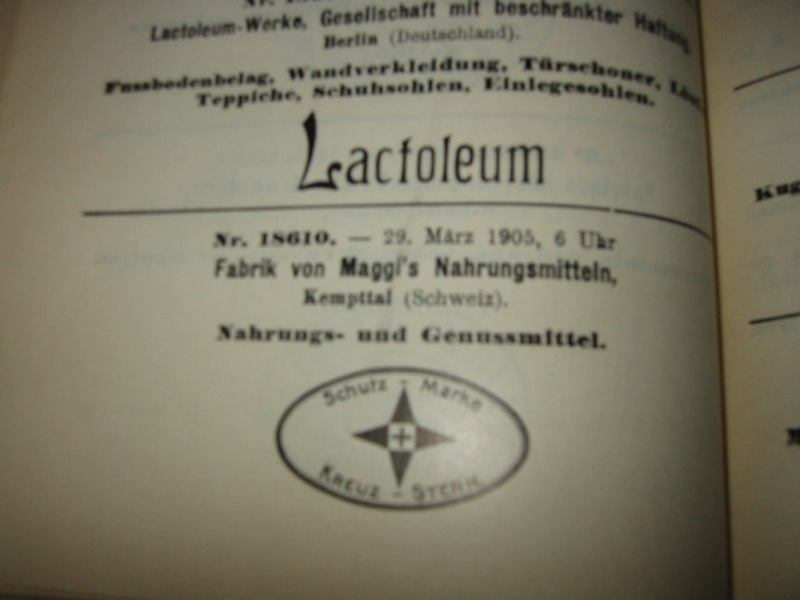 Lactoleum-Werke, Gesellschaft mit beschränkter Haftung
Berlin (Deutschland).
Fussbodenbelag, Wandverkleidung, Türschoner,
Teppiche, Schuhsohlen, Einlegesohlen.
Lactoleum
Nr. 18610. — 29. März 1905, 6 Uhr
Fabrik von Maggi's Nahrungsmitteln,
Kempttal (Schweiz).
Nahrungs- und Genussmittel.
Schutz - Marke
Kreuz - Stern
Kug